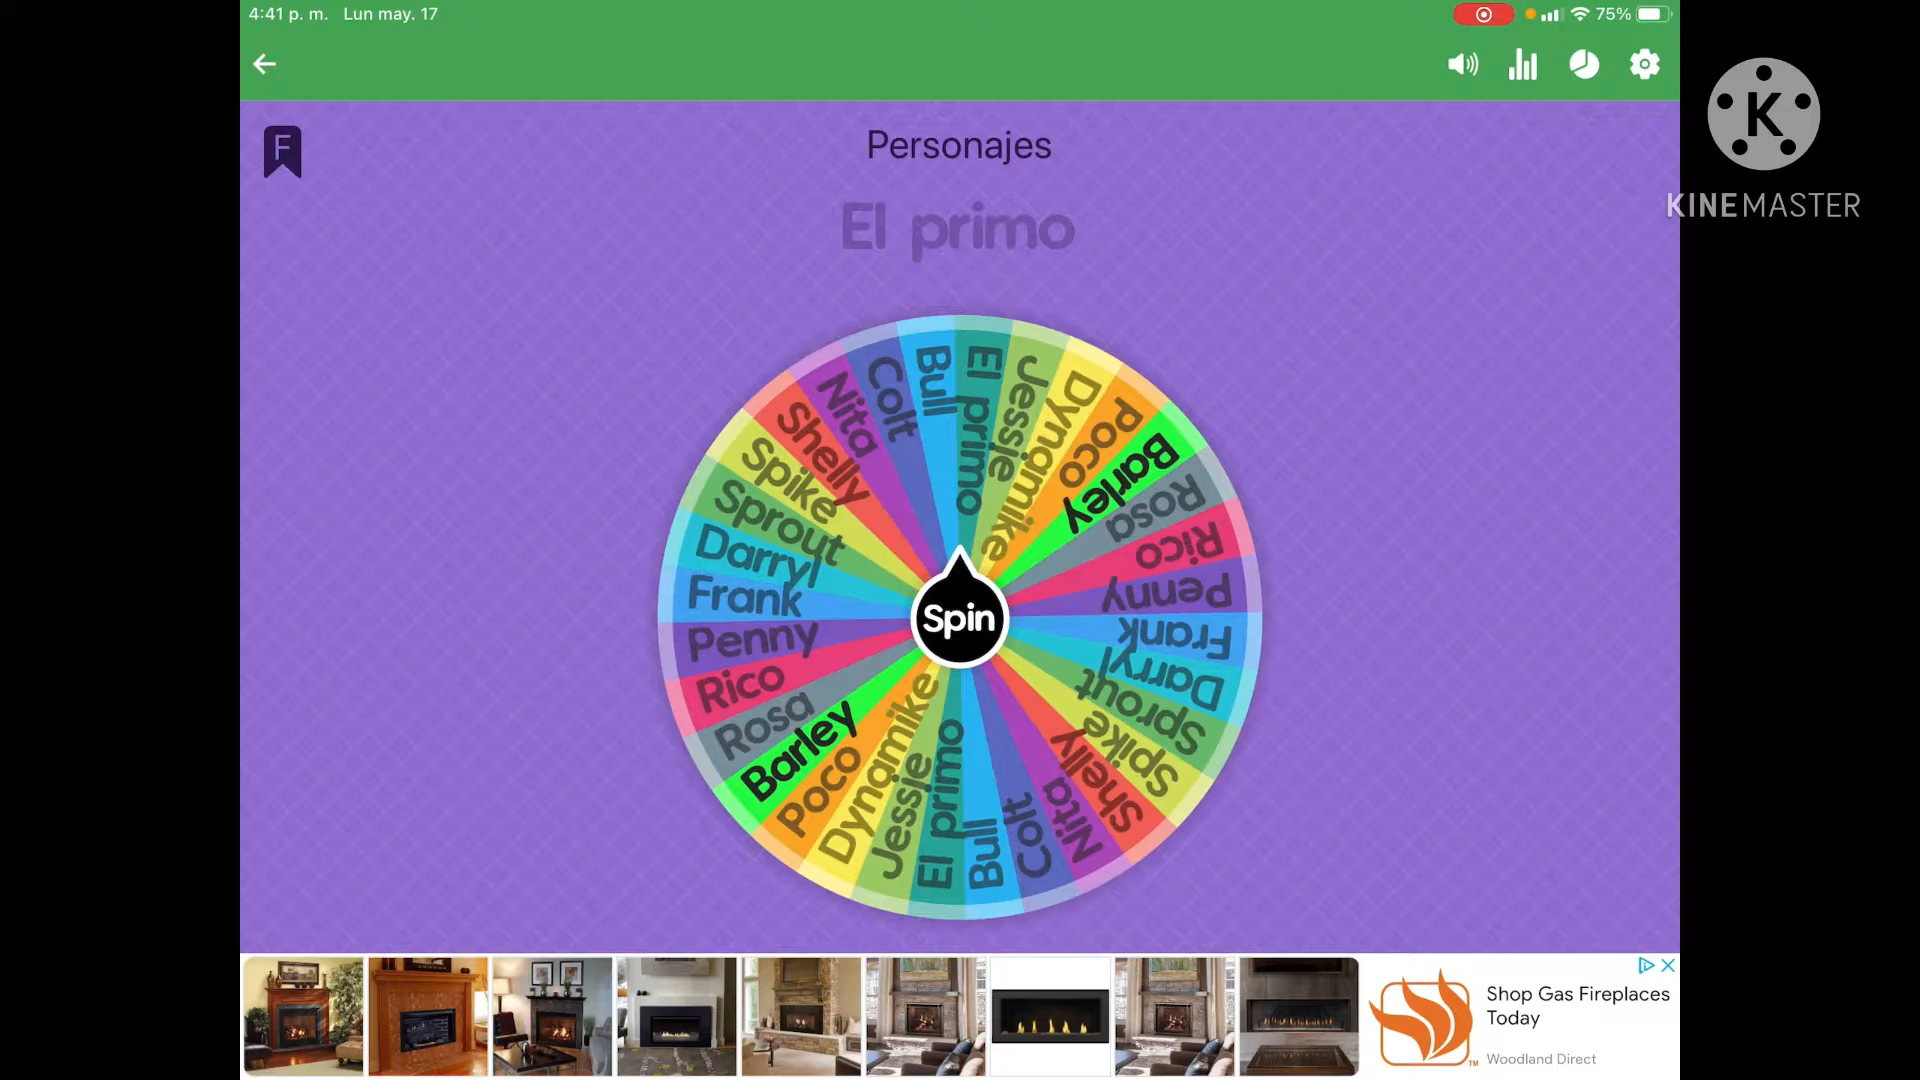 4:41 p. m. Lun may. 17
75%
F
Personajes
K
KINEMASTER
El primo
Bull
El primo
Jessie
Dynamike
Poco
Barley
Rosa
Rico
Penny
Frank
Darryl
Sprout
Spike
Shelly
Nita
Colt
Bull
El primo
Jessie
Dynamike
Poco
Barley
Rosa
Rico
Penny
Frank
Darryl
Sprout
Spike
Shelly
Nita
Colt
Spin
Shop Gas Fireplaces
Today
Woodland Direct
TM